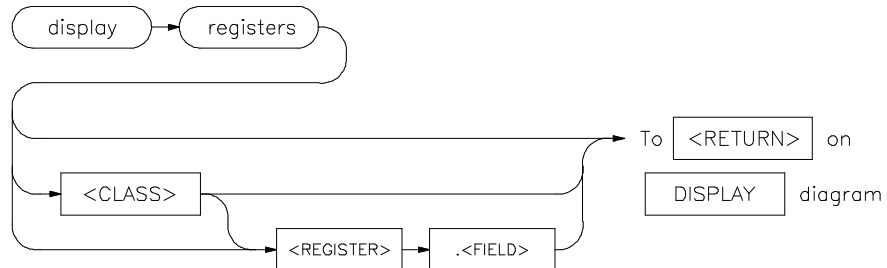 display registers
To <RETURN> on
<CLASS> DISPLAY diagram
<REGISTER> .<FIELD>